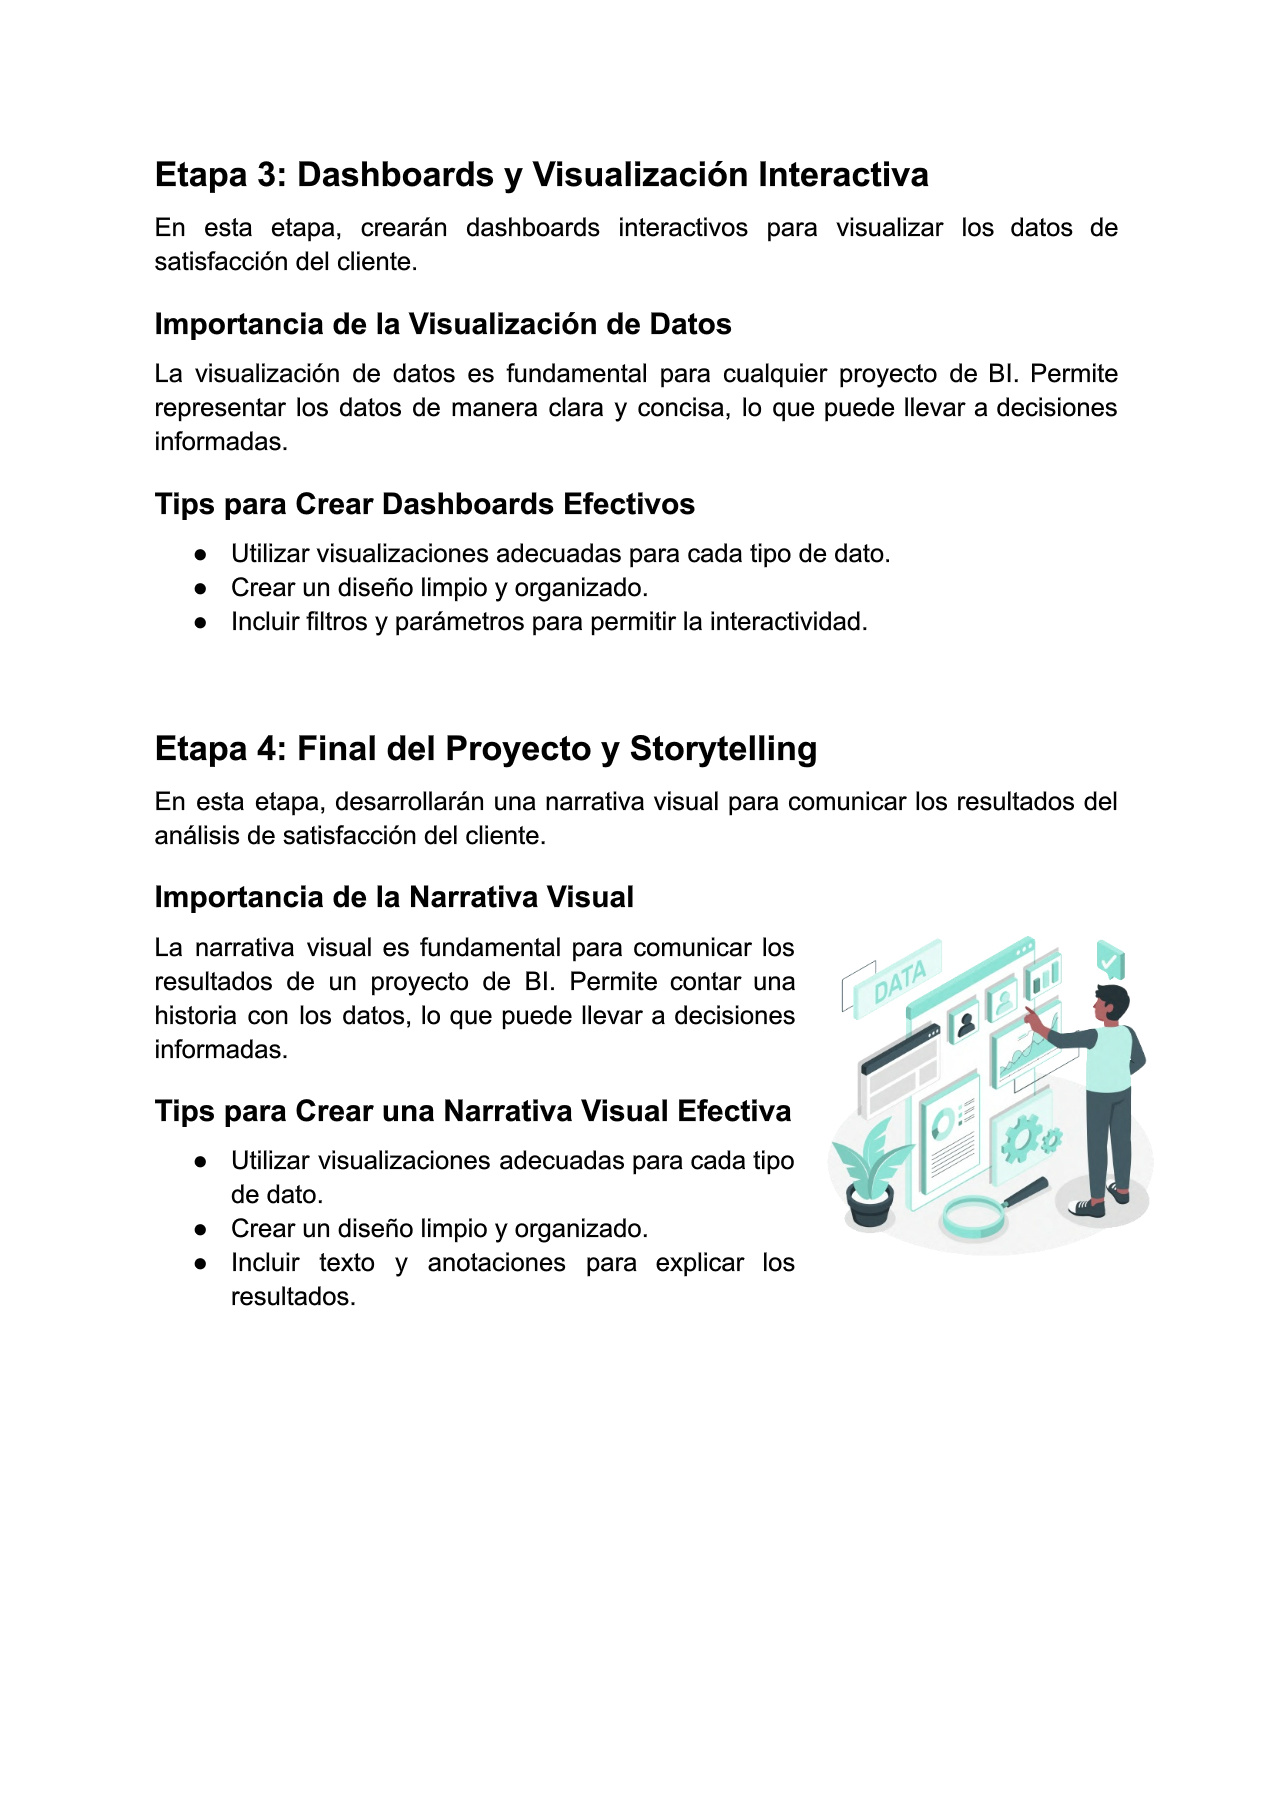 Etapa 3: Dashboards y Visualización Interactiva
En esta etapa, crearán dashboards interactivos para visualizar los datos de
satisfacción del cliente.
Importancia de la Visualización de Datos
La visualización de datos es fundamental para cualquier proyecto de BI. Permite
representar los datos de manera clara y concisa, lo que puede llevar a decisiones
informadas.
Tips para Crear Dashboards Efectivos
● Utilizar visualizaciones adecuadas para cada tipo de dato.
● Crear un diseño limpio y organizado.
● Incluir filtros y parámetros para permitir la interactividad.
Etapa 4: Final del Proyecto y Storytelling
En esta etapa, desarrollarán una narrativa visual para comunicar los resultados del
análisis de satisfacción del cliente.
Importancia de la Narrativa Visual
La narrativa visual es fundamental para comunicar los
resultados de un proyecto de BI. Permite contar una
historia con los datos, lo que puede llevar a decisiones
informadas.
Tips para Crear una Narrativa Visual Efectiva
● Utilizar visualizaciones adecuadas para cada tipo
de dato.
● Crear un diseño limpio y organizado.
● Incluir texto y anotaciones para explicar los
resultados.
DATA